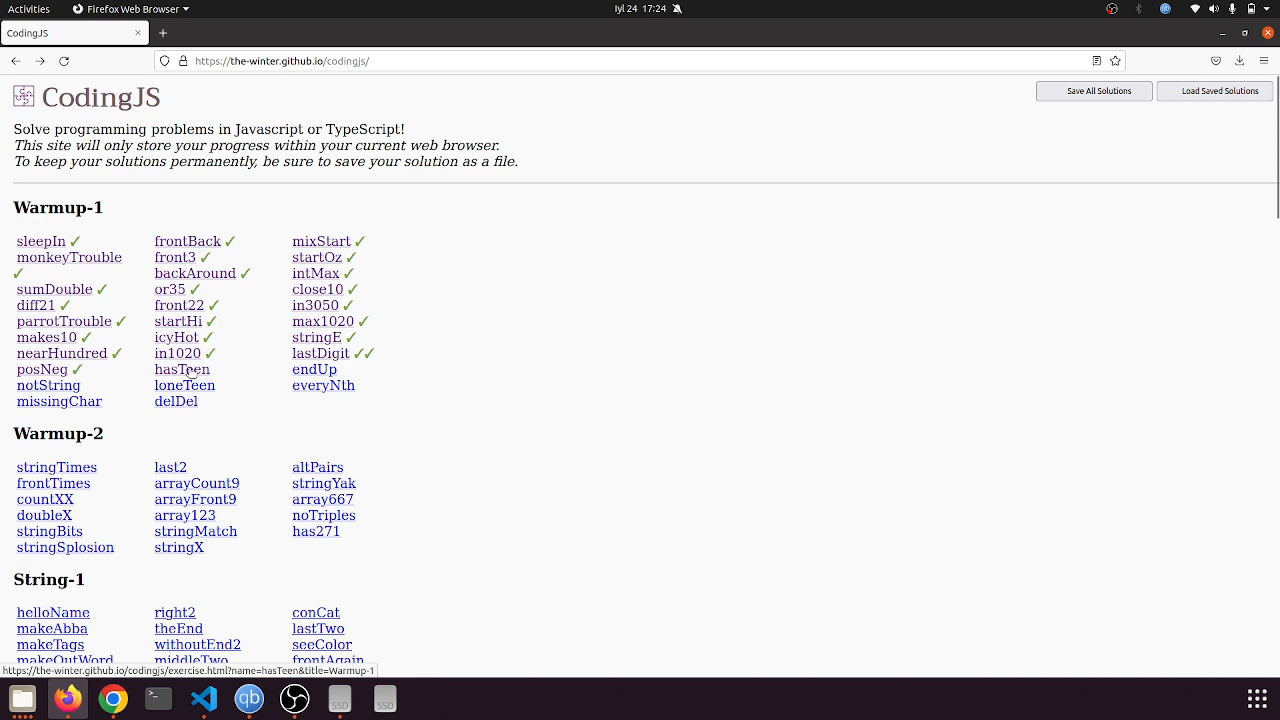 Activities Firefox Web Browser Iyl 24 17:24
CodingJS
https://the-winter.github.io/codingjs/
CodingJS
Save All Solutions Load Saved Solutions
Solve programming problems in Javascript or TypeScript!
This site will only store your progress within your current web browser.
To keep your solutions permanently, be sure to save your solution as a file.
Warmup-1
sleepIn ✓ frontBack ✓ mixStart ✓
monkeyTrouble front3 ✓ startOz ✓
✓ backAround ✓ intMax ✓
sumDouble ✓ or35 ✓ close10 ✓
diff21 ✓ front22 ✓ in3050 ✓
parrotTrouble ✓ startHi ✓ max1020 ✓
makes10 ✓ icyHot ✓ stringE ✓
nearHundred ✓ in1020 ✓ lastDigit ✓✓
posNeg ✓ hasTeen endUp
notString loneTeen everyNth
missingChar delDel
Warmup-2
stringTimes last2 altPairs
frontTimes arrayCount9 stringYak
countXX arrayFront9 array667
doubleX array123 noTriples
stringBits stringMatch has271
stringSplosion stringX
String-1
helloName right2 conCat
makeAbba theEnd lastTwo
makeTags withoutEnd2 seeColor
makeOutWord middleTwo frontAgain
https://the-winter.github.io/codingjs/exercise.html?name=hasTeen&title=Warmup-1
qb
SSD SSD